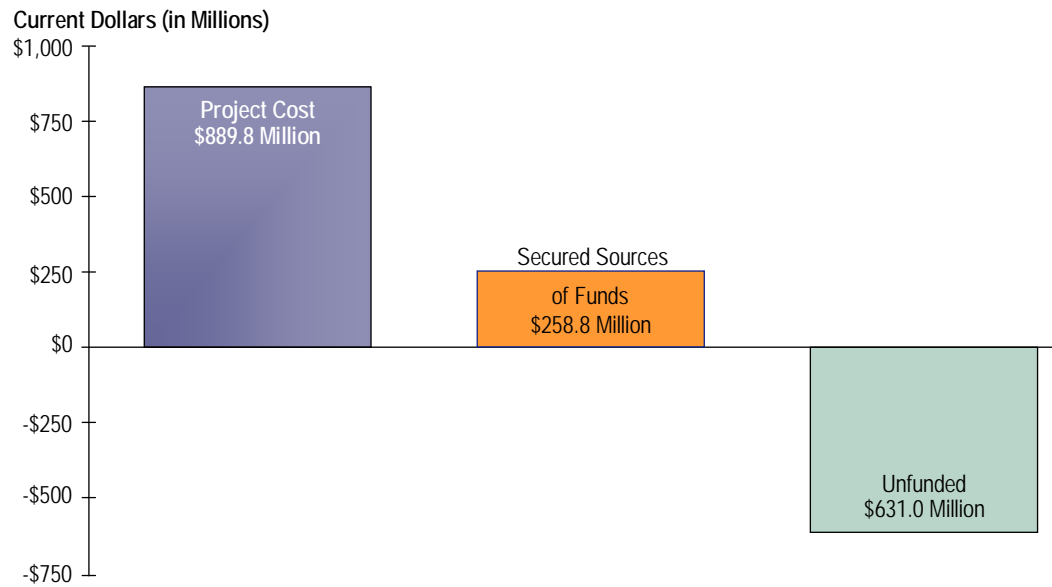 Current Dollars (in Millions)
$1,000
$750
$500
$250
$0
-$250
-$500
-$750
Project Cost
$889.8 Million
Secured Sources
of Funds
$258.8 Million
Unfunded
$631.0 Million